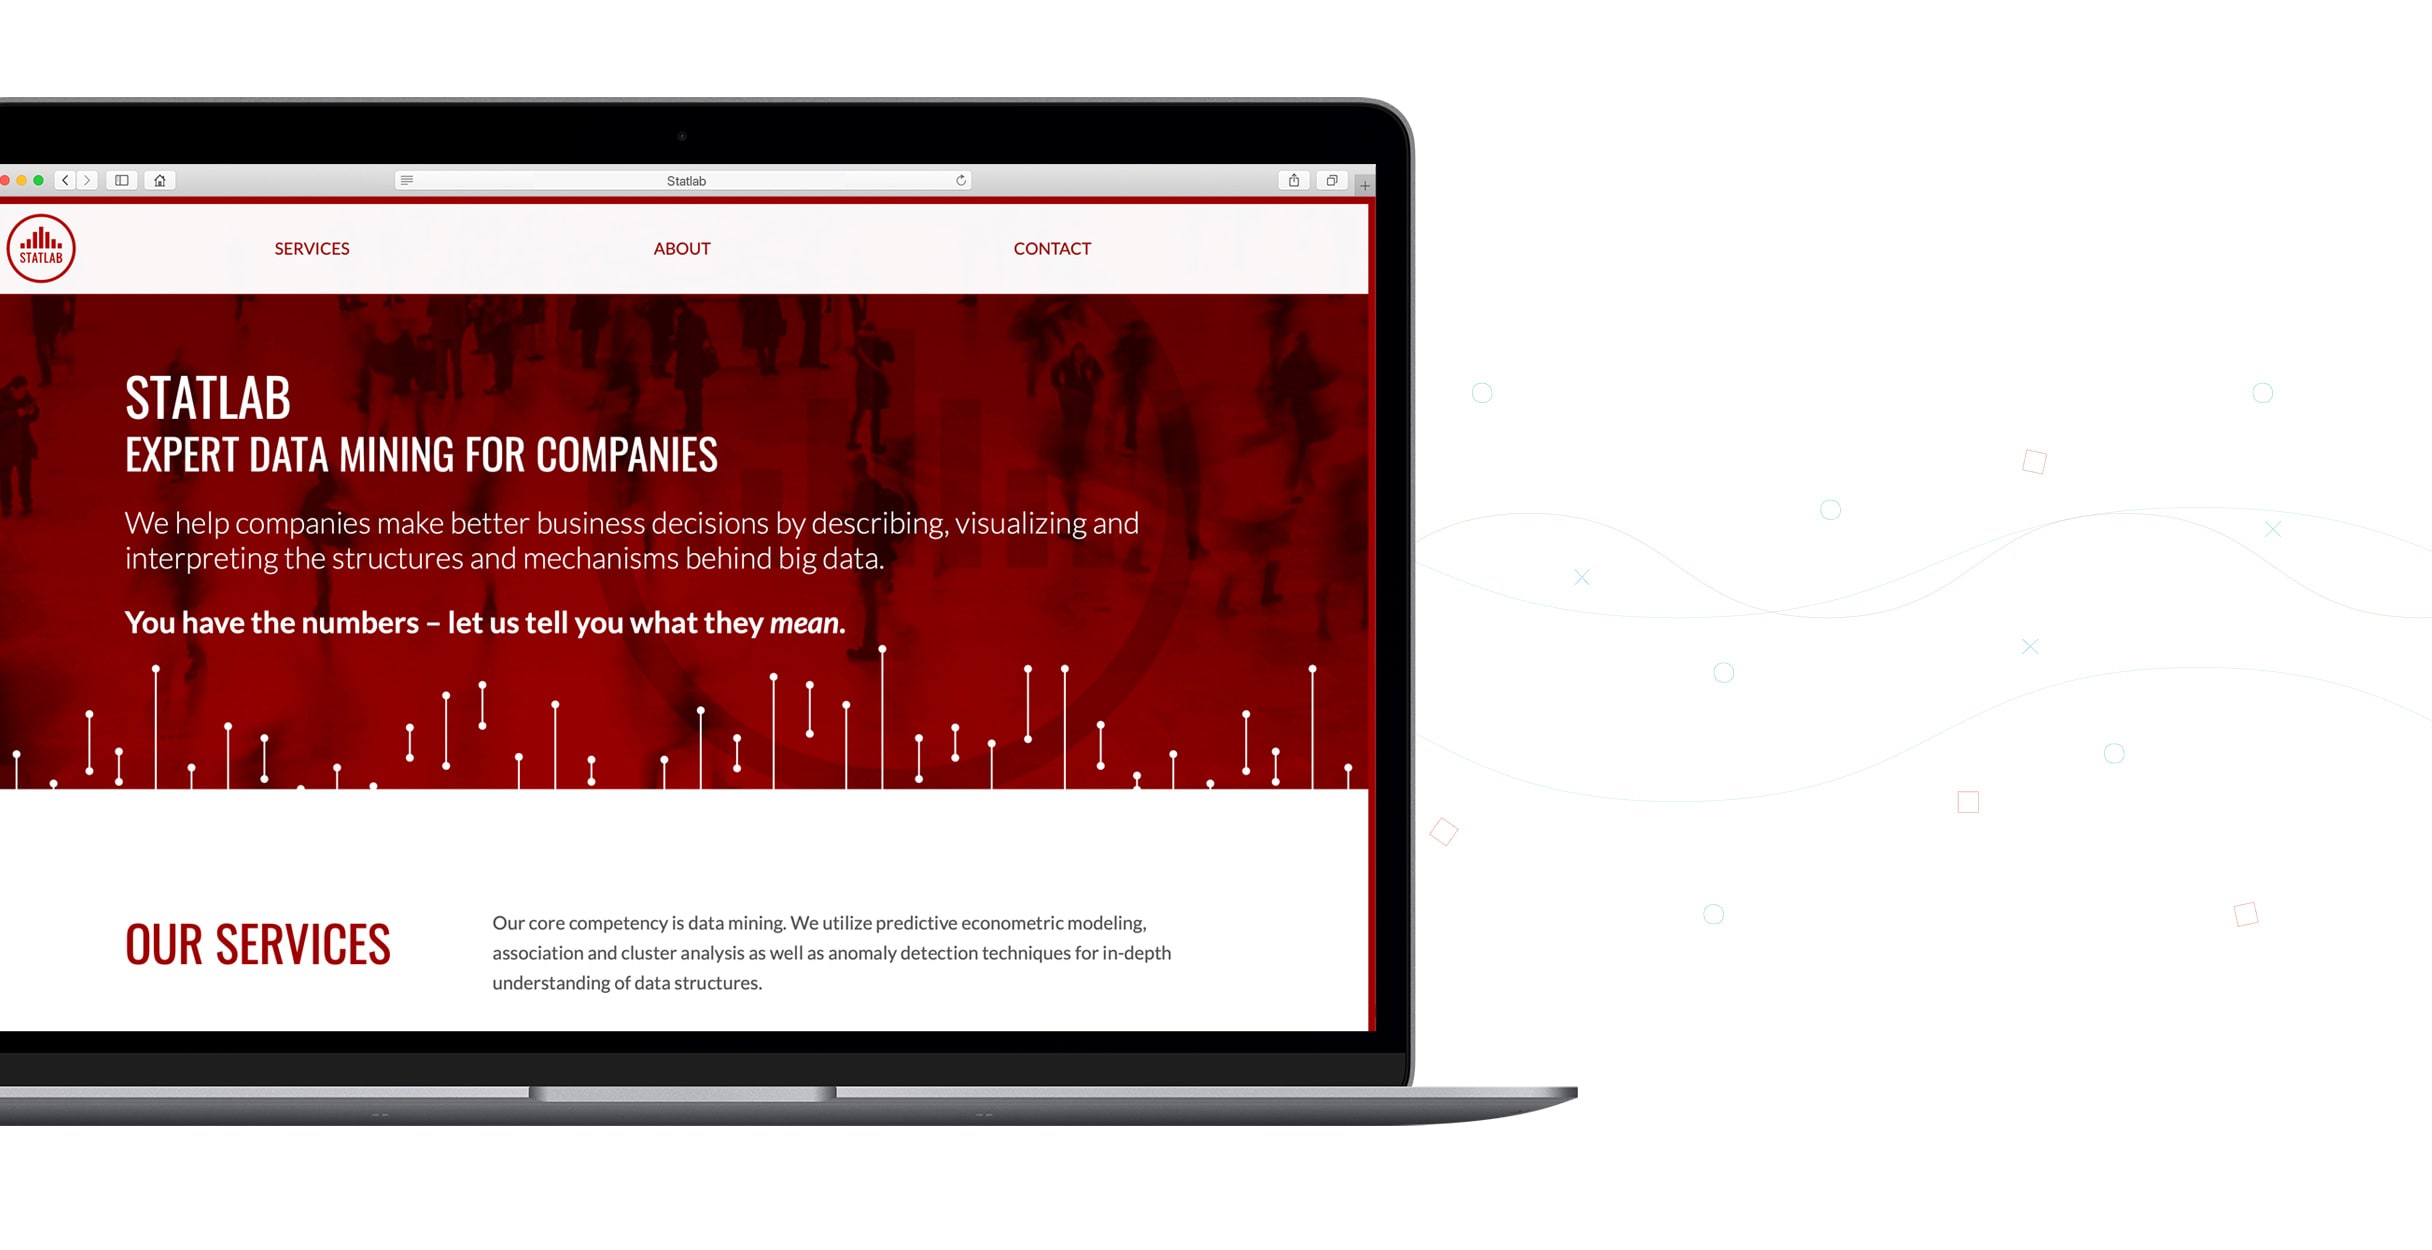 Statlab
STATLAB
SERVICES
ABOUT
CONTACT
STATLAB
EXPERT DATA MINING FOR COMPANIES
We help companies make better business decisions by describing, visualizing and
interpreting the structures and mechanisms behind big data.
You have the numbers – let us tell you what they mean.
OUR SERVICES
Our core competency is data mining. We utilize predictive econometric modeling,
association and cluster analysis as well as anomaly detection techniques for in-depth
understanding of data structures.